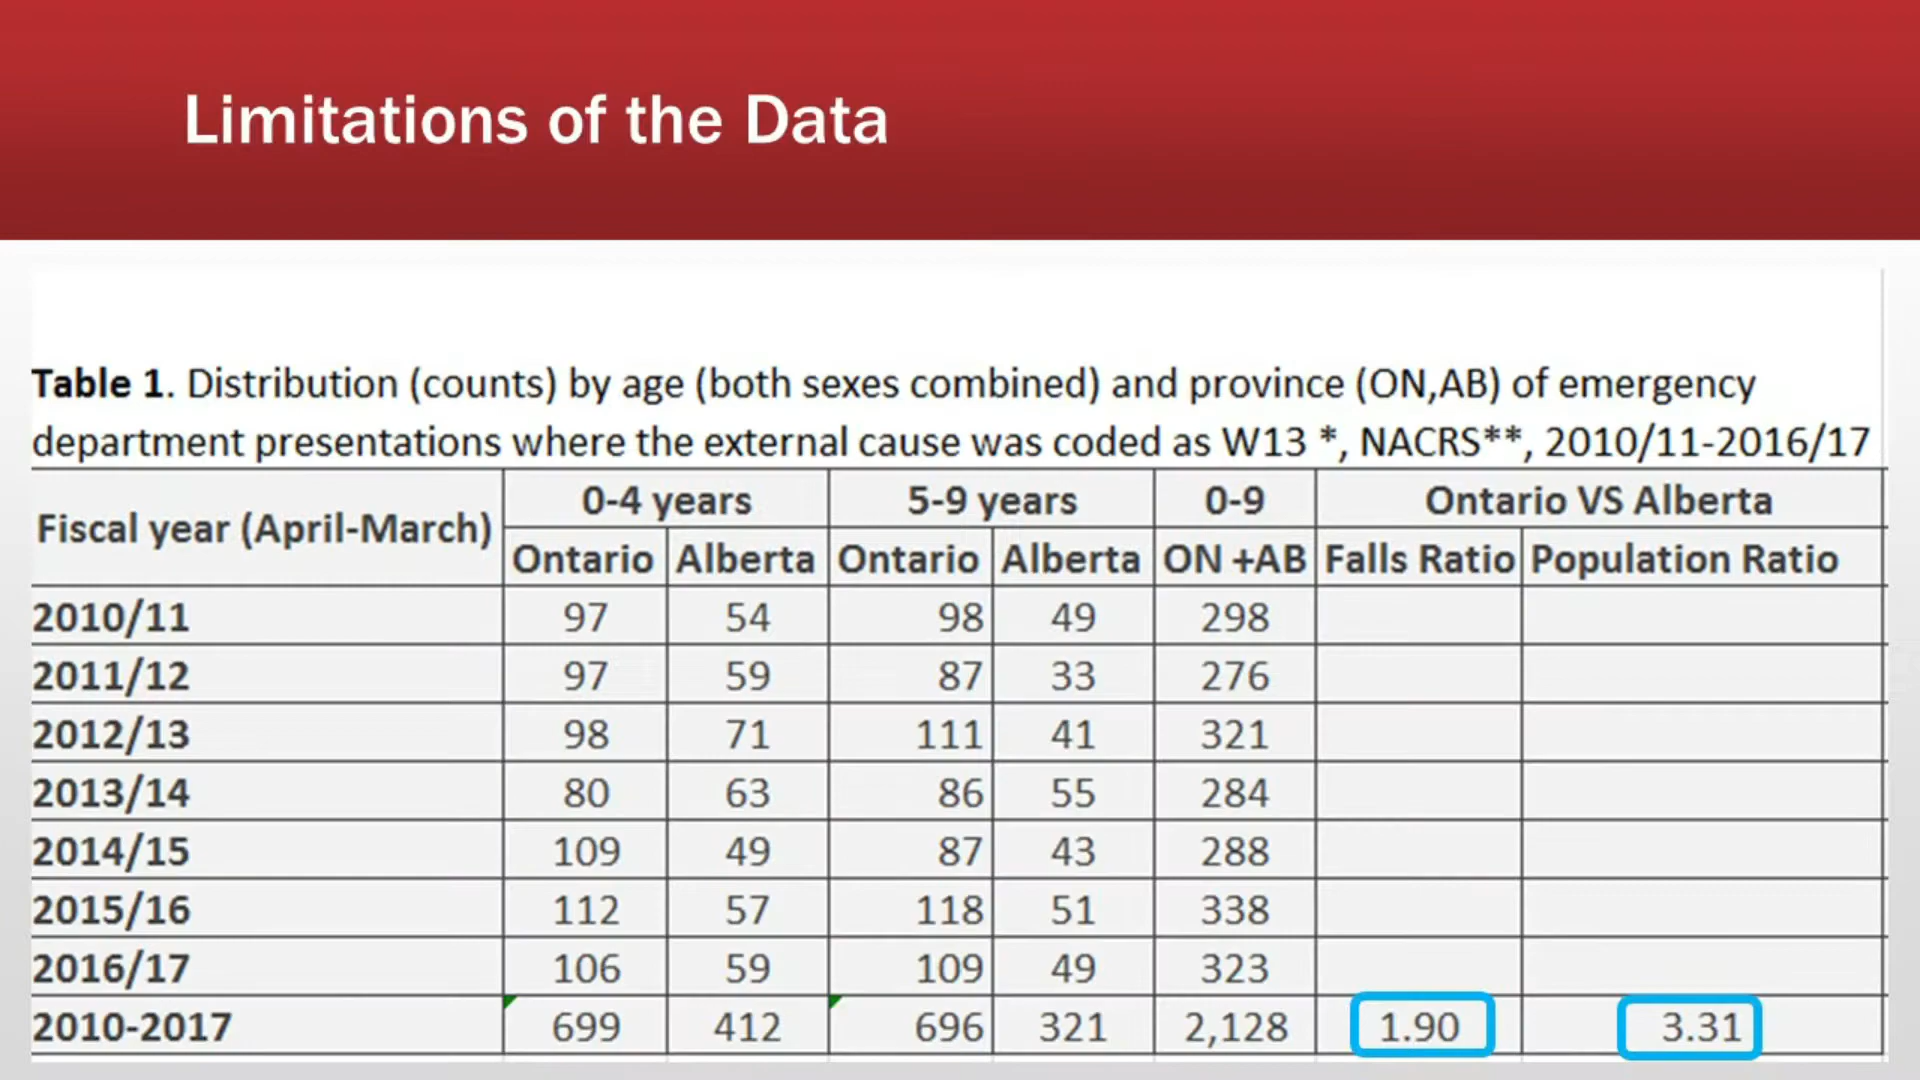 Limitations of the Data
Table 1. Distribution (counts) by age (both sexes combined) and province (ON,AB) of emergency
department presentations where the external cause was coded as W13 *, NACRS**, 2010/11-2016/17
Fiscal year (April-March) 0-4 years 5-9 years 0-9 Ontario VS Alberta
Ontario Alberta Ontario Alberta ON +AB Falls Ratio Population Ratio
2010/11 97 54 98 49 298
2011/12 97 59 87 33 276
2012/13 98 71 111 41 321
2013/14 80 63 86 55 284
2014/15 109 49 87 43 288
2015/16 112 57 118 51 338
2016/17 106 59 109 49 323
2010-2017 699 412 696 321 2,128 1.90 3.31